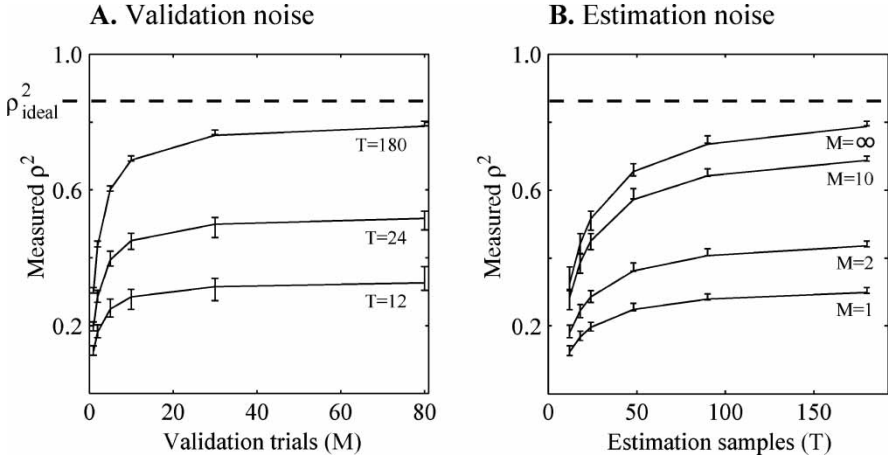 A. Validation noise
1.0
ρ²ideal
T=180
0.6
T=24
T=12
0.2
Measured ρ²
0 20 40 60 80
Validation trials (M)
B. Estimation noise
1.0
M=∞
M=10
0.6
M=2
M=1
0.2
Measured ρ²
0 50 100 150
Estimation samples (T)